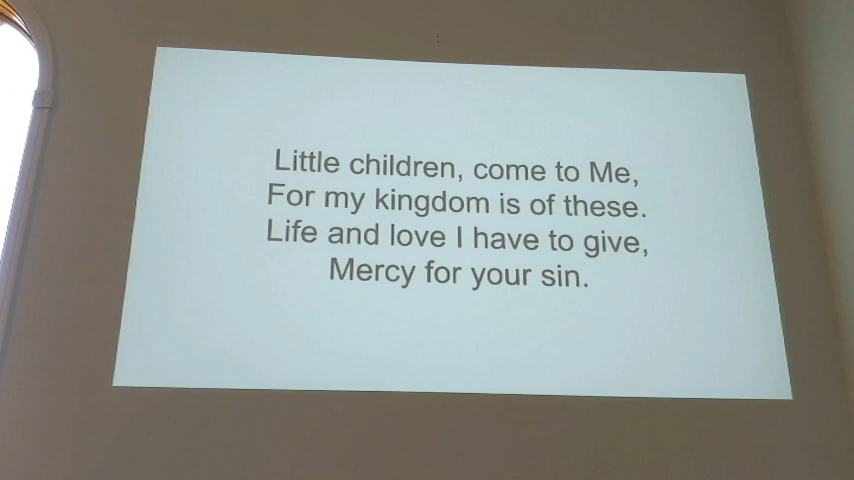 Little children, come to Me,
For my kingdom is of these.
Life and love I have to give,
Mercy for your sin.